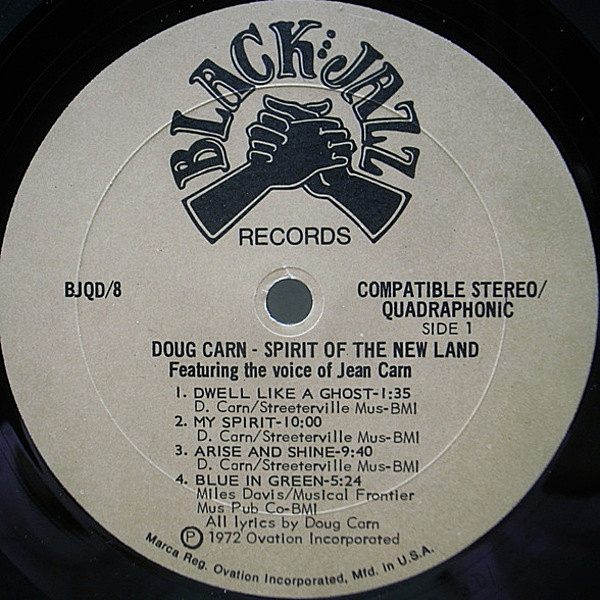 BLACK JAZZ
RECORDS
BJQD/8
COMPATIBLE STEREO/
QUADRAPHONIC
SIDE 1
DOUG CARN - SPIRIT OF THE NEW LAND
Featuring the voice of Jean Carn
1. DWELL LIKE A GHOST-1:35
D. Carn/Streeterville Mus-BMI
2. MY SPIRIT-10:00
D. Carn/Streeterville Mus-BMI
3. ARISE AND SHINE-9:40
D. Carn/Streeterville Mus-BMI
4. BLUE IN GREEN-5:24
Miles Davis/Musical Frontier
Mus Pub Co-BMI
All lyrics by Doug Carn
Ⓟ 1972 Ovation Incorporated
Marca Reg. Ovation Incorporated, Mfd. in U.S.A.